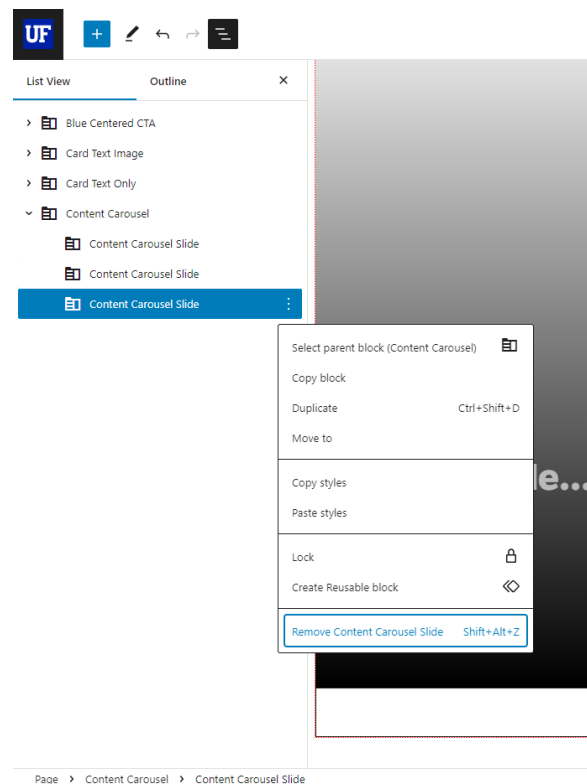 UF
List View Outline
Blue Centered CTA
Card Text Image
Card Text Only
Content Carousel
Content Carousel Slide
Content Carousel Slide
Content Carousel Slide
Select parent block (Content Carousel)
Copy block
Duplicate Ctrl+Shift+D
Move to
Copy styles
Paste styles
Lock
Create Reusable block
Remove Content Carousel Slide Shift+Alt+Z
e...
Page > Content Carousel > Content Carousel Slide